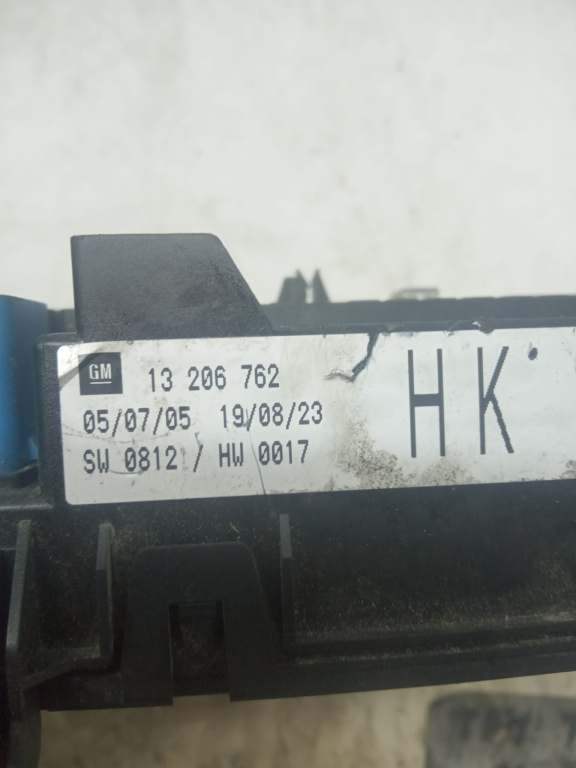 GM 13 206 762
05/07/05 19/08/23
SW 0812 / HW 0017
HK